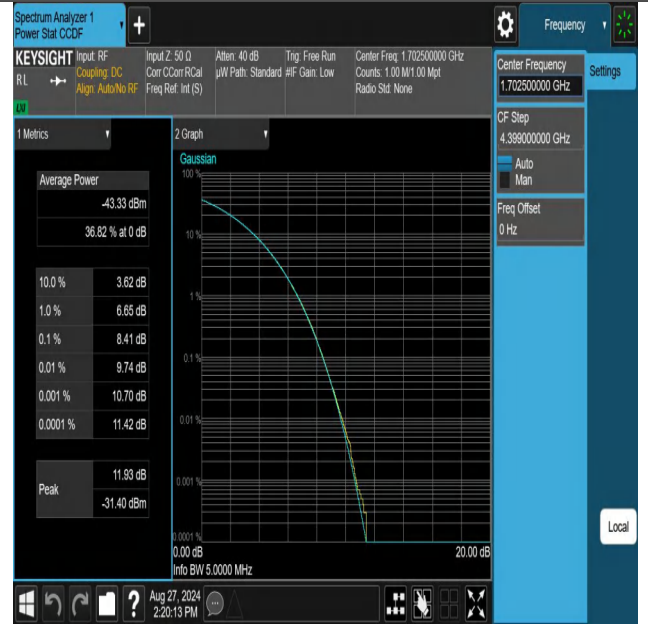 Spectrum Analyzer 1
Power Stat CCDF
Frequency
KEYSIGHT
RL
LXI
Input: RF
Coupling: DC
Align: Auto/No RF
Input Z: 50 Ω
Corr CCorr RCal
Freq Ref: Int (S)
Atten: 40 dB
µW Path: Standard
Trig: Free Run
#IF Gain: Low
Center Freq: 1.702500000 GHz
Counts: 1.00 M/1.00 Mpt
Radio Std: None
Center Frequency
1.702500000 GHz
Settings
CF Step
4.399000000 GHz
Auto
Man
Freq Offset
0 Hz
Local
1 Metrics
Average Power
-43.33 dBm
36.82 % at 0 dB
10.0 % 3.62 dB
1.0 % 6.65 dB
0.1 % 8.41 dB
0.01 % 9.74 dB
0.001 % 10.70 dB
0.0001 % 11.42 dB
Peak
11.93 dB
-31.40 dBm
2 Graph
Gaussian
100 %
10 %
1 %
0.1 %
0.01 %
0.001 %
0.0001 %
0.00 dB
20.00 dB
Info BW 5.0000 MHz
?
Aug 27, 2024
2:20:13 PM